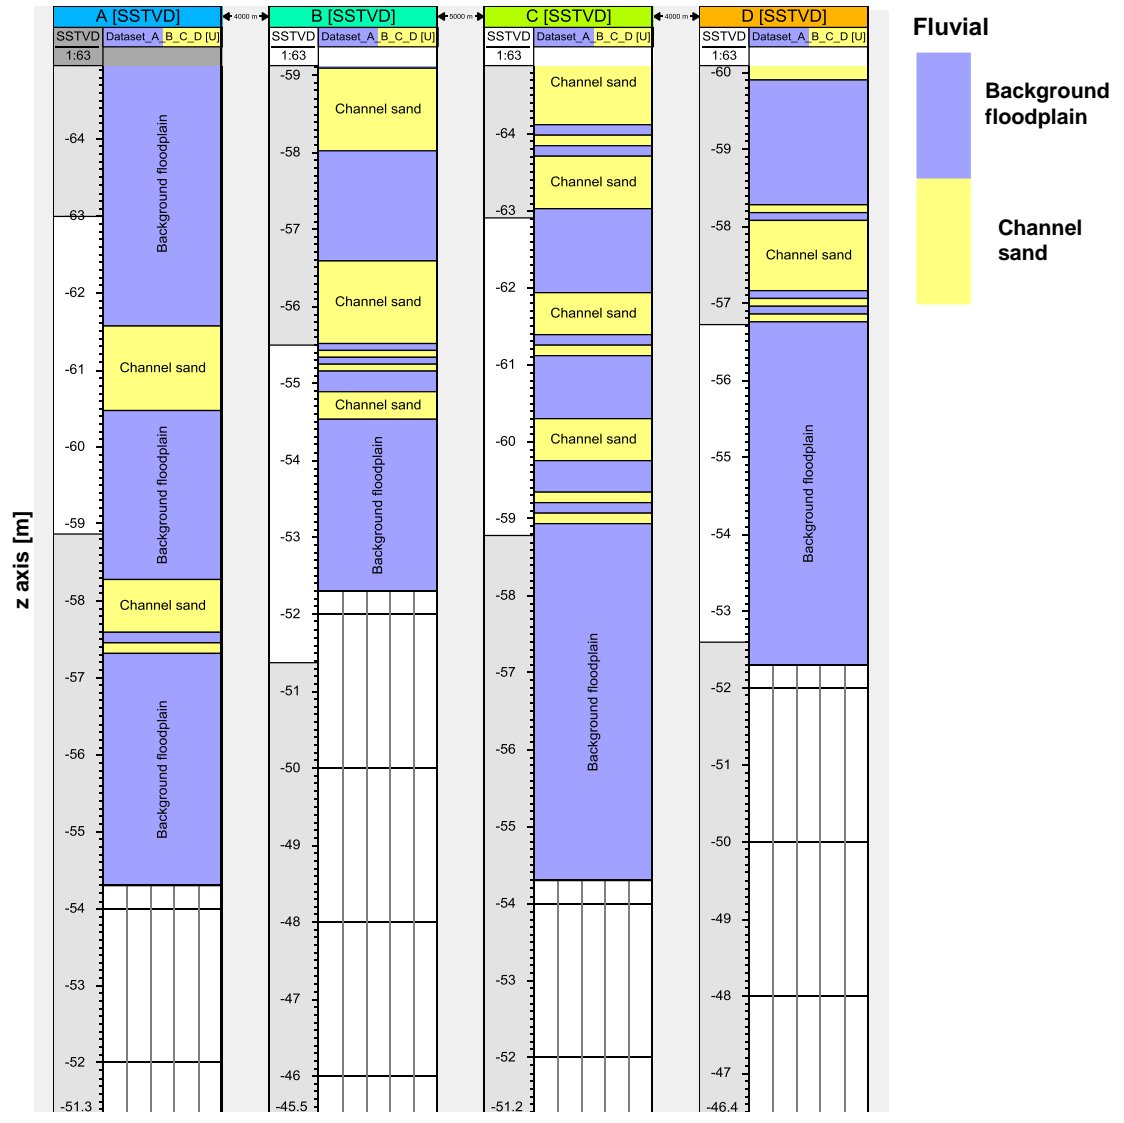 A [SSTVD]
4000 m
B [SSTVD]
5000 m
C [SSTVD]
4000 m
D [SSTVD]
SSTVD
Dataset_A_B_C_D [U]
SSTVD
Dataset_A_B_C_D [U]
SSTVD
Dataset_A_B_C_D [U]
SSTVD
Dataset_A_B_C_D [U]
1:63
1:63
1:63
1:63
z axis [m]
-64
-63
-62
-61
-60
-59
-58
-57
-56
-55
-54
-53
-52
-51.3
Background floodplain
Channel sand
Background floodplain
Channel sand
Background floodplain
-59
-58
-57
-56
-55
-54
-53
-52
-51
-50
-49
-48
-47
-46
-45.5
Channel sand
Channel sand
Channel sand
Background floodplain
-64
-63
-62
-61
-60
-59
-58
-57
-56
-55
-54
-53
-52
-51.2
Channel sand
Channel sand
Channel sand
Channel sand
Background floodplain
-60
-59
-58
-57
-56
-55
-54
-53
-52
-51
-50
-49
-48
-47
-46.4
Channel sand
Background floodplain
Fluvial
Background
floodplain
Channel
sand